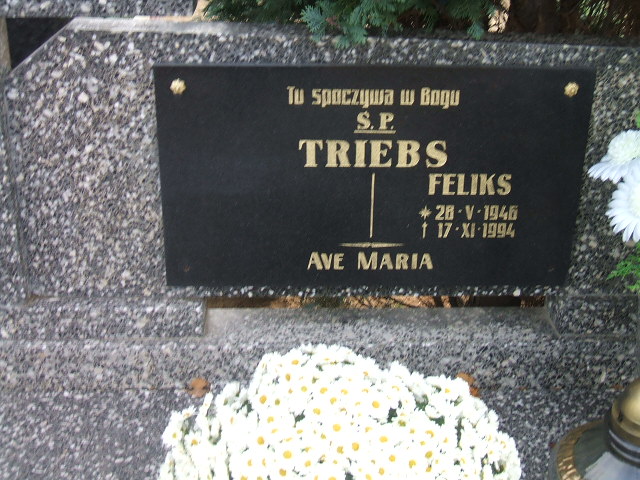 Tu spoczywa w Bogu
Ś.P.
TRIEBS
FELIKS
* 28·V·1946
† 17·XI·1994
AVE MARIA